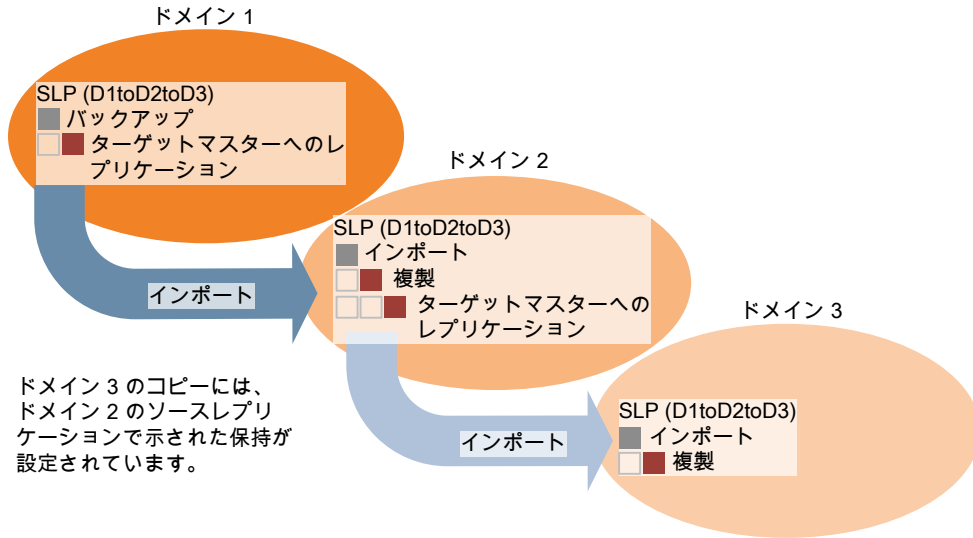 ドメイン 1
SLP (D1toD2toD3)
バックアップ
ターゲットマスターへのレ
プリケーション
ドメイン 2
SLP (D1toD2toD3)
インポート
複製
ターゲットマスターへの
レプリケーション
インポート
ドメイン 3
ドメイン 3 のコピーには、
ドメイン 2 のソースレプリ
ケーションで示された保持が
設定されています。
SLP (D1toD2toD3)
インポート
複製
インポート